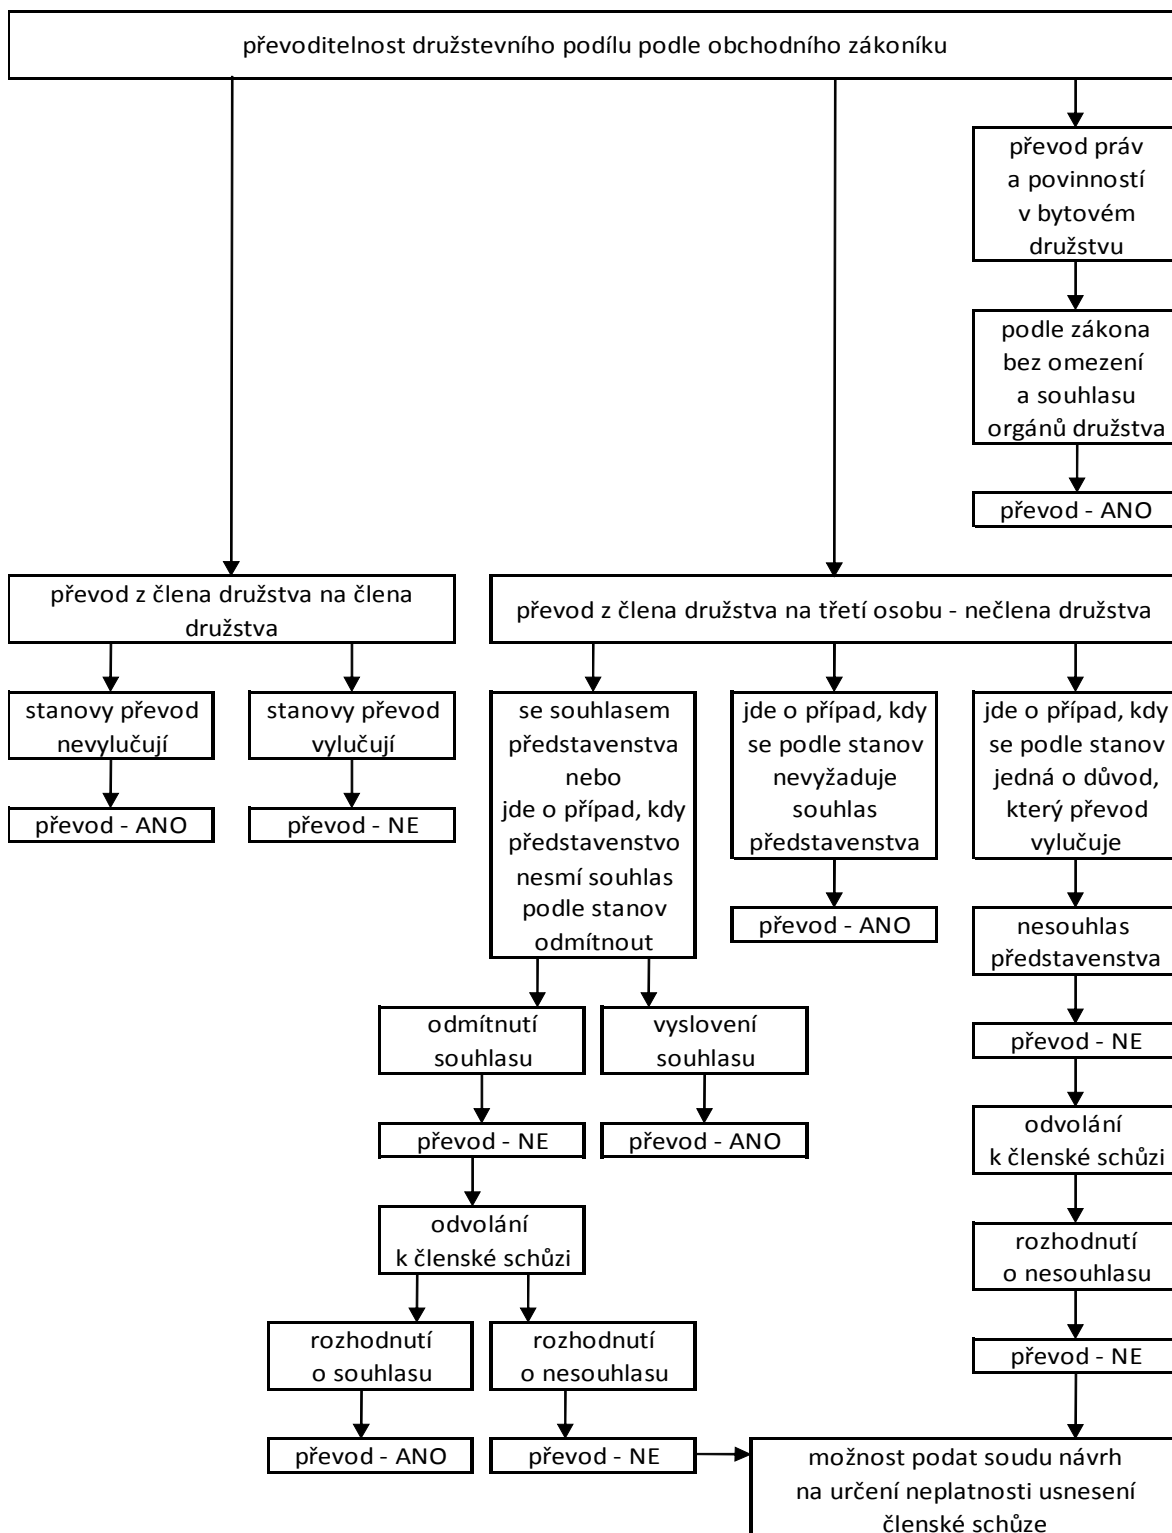 převoditelnost družstevního podílu podle obchodního zákoníku
převod práv
a povinností
v bytovém
družstvu
podle zákona
bez omezení
a souhlasu
orgánů družstva
převod - ANO
převod z člena družstva na člena
družstva
stanovy převod
nevylučují
převod - ANO
stanovy převod
vylučují
převod - NE
převod z člena družstva na třetí osobu - nečlena družstva
se souhlasem
představenstva
nebo
jde o případ, kdy
představenstvo
nesmí souhlas
podle stanov
odmítnout
odmítnutí
souhlasu
převod - NE
odvolání
k členské schůzi
rozhodnutí
o souhlasu
převod - ANO
rozhodnutí
o nesouhlasu
převod - NE
vyslovení
souhlasu
převod - ANO
jde o případ, kdy
se podle stanov
nevyžaduje
souhlas
představenstva
převod - ANO
jde o případ, kdy
se podle stanov
jedná o důvod,
který převod
vylučuje
nesouhlas
představenstva
převod - NE
odvolání
k členské schůzi
rozhodnutí
o nesouhlasu
převod - NE
možnost podat soudu návrh
na určení neplatnosti usnesení
členské schůze